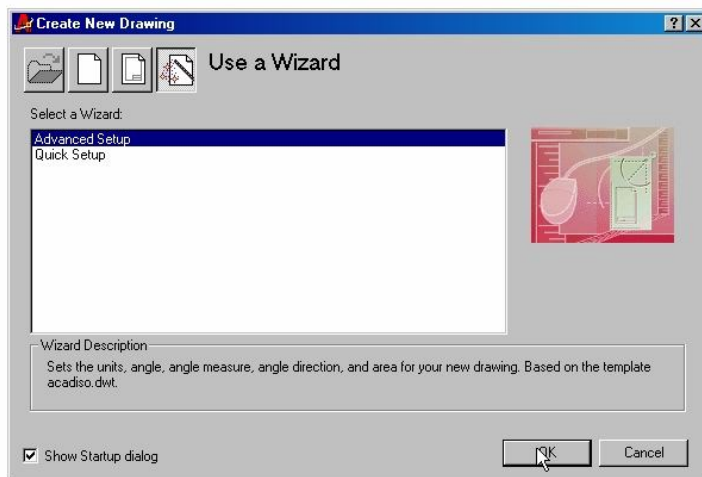 Create New Drawing
Use a Wizard
Select a Wizard:
Advanced Setup
Quick Setup
Wizard Description
Sets the units, angle, angle measure, angle direction, and area for your new drawing. Based on the template
acadiso.dwt.
Show Startup dialog
OK
Cancel